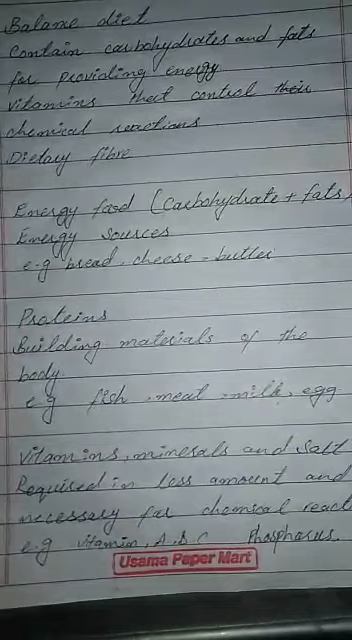 Balance diet
Contain carbohydrates and fats
for providing energy
vitamins that control their
chemical reactions
Dietary fibre
Energy food (Carbohydrate + fats)
Energy sources
e.g bread, cheese - butter
Proteins
Building materials of the
body
eg fish, meat, milk, egg
Vitamins, minerals and salt
Required in less amount and
necessary for chemical react
e.g vitamin A, B, C Phosphorus
Usama Paper Mart